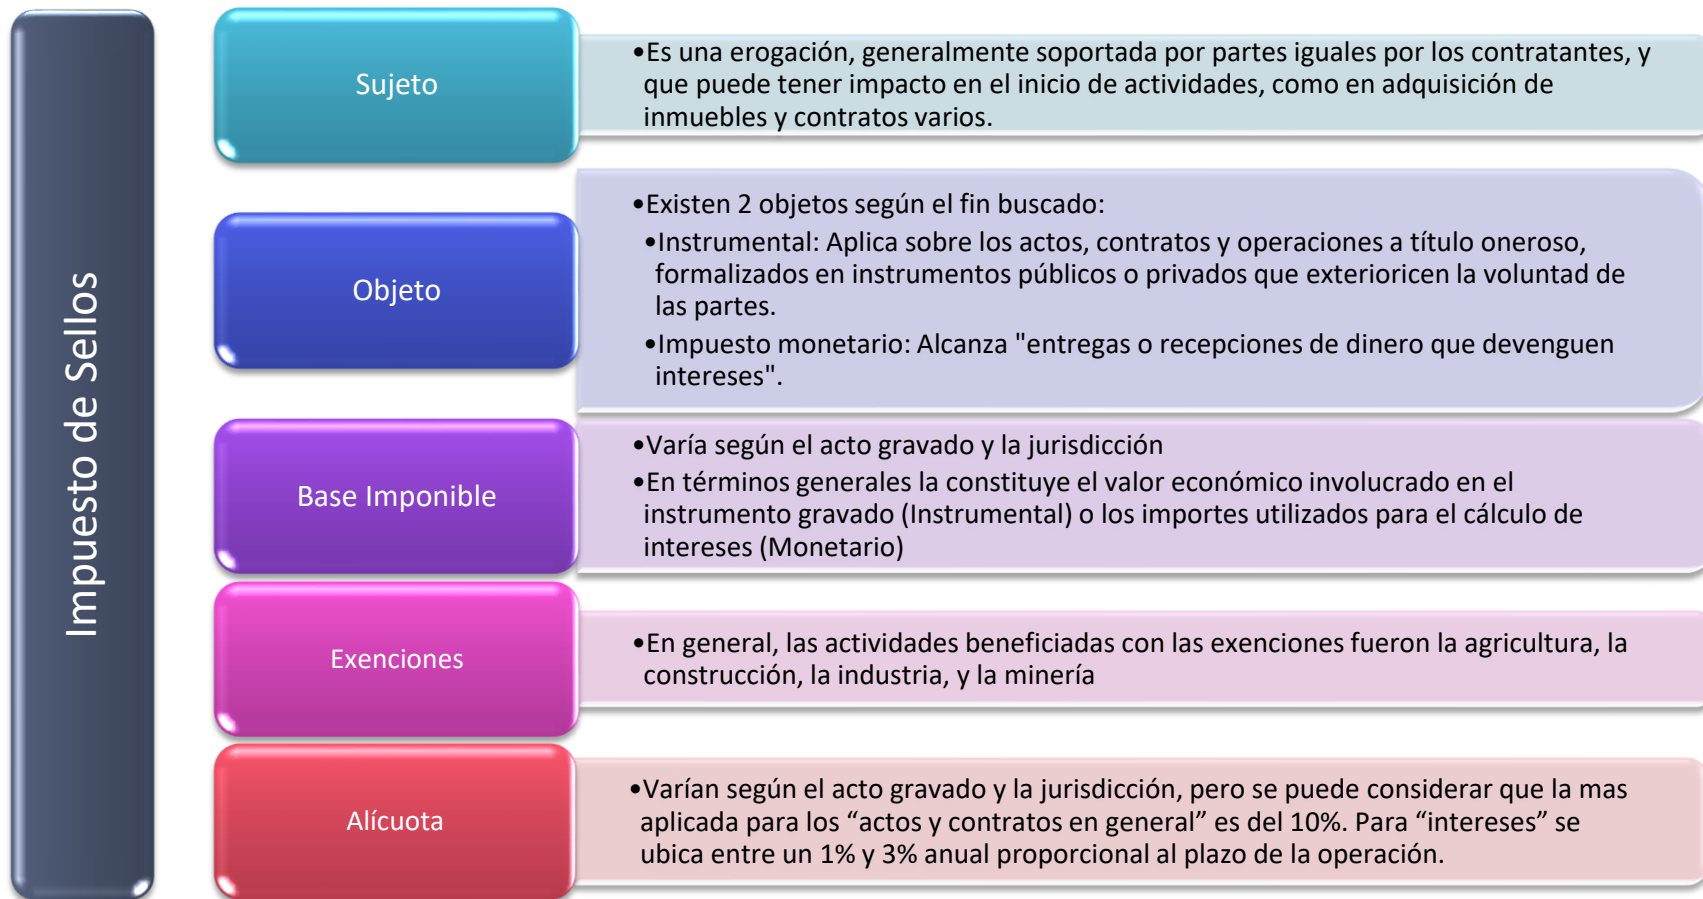 Impuesto de Sellos
Sujeto
•Es una erogación, generalmente soportada por partes iguales por los contratantes, y
que puede tener impacto en el inicio de actividades, como en adquisición de
inmuebles y contratos varios.
Objeto
•Existen 2 objetos según el fin buscado:
•Instrumental: Aplica sobre los actos, contratos y operaciones a título oneroso,
formalizados en instrumentos públicos o privados que exterioricen la voluntad de
las partes.
•Impuesto monetario: Alcanza "entregas o recepciones de dinero que devenguen
intereses".
Base Imponible
•Varía según el acto gravado y la jurisdicción
•En términos generales la constituye el valor económico involucrado en el
instrumento gravado (Instrumental) o los importes utilizados para el cálculo de
intereses (Monetario)
Exenciones
•En general, las actividades beneficiadas con las exenciones fueron la agricultura, la
construcción, la industria, y la minería
Alícuota
•Varían según el acto gravado y la jurisdicción, pero se puede considerar que la mas
aplicada para los “actos y contratos en general” es del 10%. Para “intereses” se
ubica entre un 1% y 3% anual proporcional al plazo de la operación.